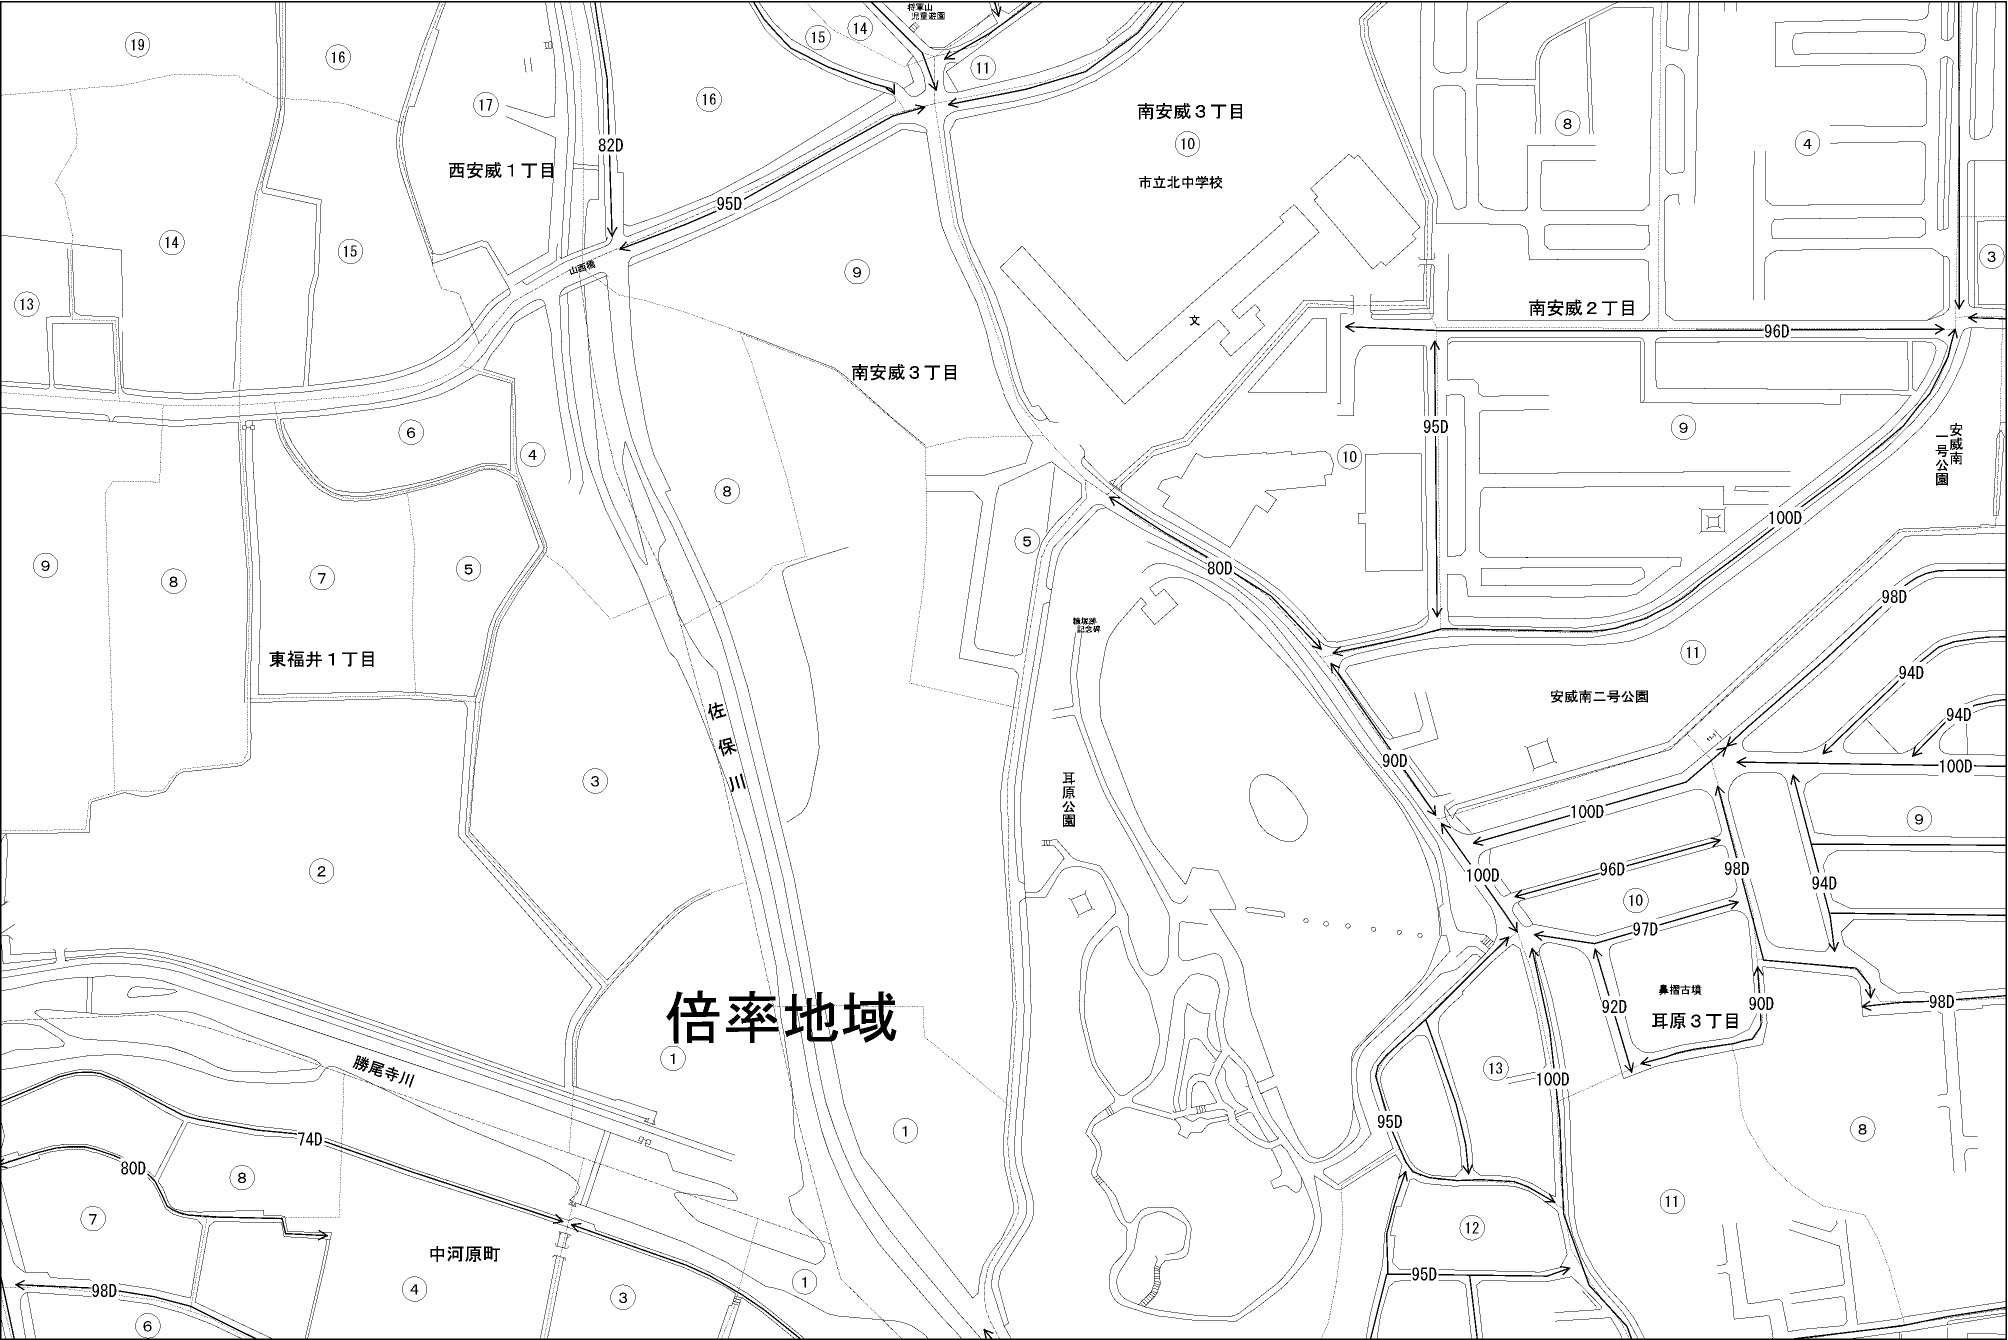 将軍山
児童遊園
19
16
15
14
11
17
16
南安威３丁目
10
市立北中学校
8
4
82D
西安威１丁目
95D
14
15
山西橋
9
13
3
南安威２丁目
文
96D
南安威３丁目
6
4
95D
9
安威南
一号公園
10
8
100D
5
9
8
7
5
80D
98D
東福井１丁目
11
94D
安威南二号公園
94D
佐保川
3
耳原公園
90D
100D
100D
9
2
100D
96D
98D
94D
10
97D
倍率地域
鼻摺古墳
92D
90D
98D
耳原３丁目
1
勝尾寺川
13
100D
95D
1
8
74D
80D
8
11
7
12
中河原町
4
98D
1
95D
3
6